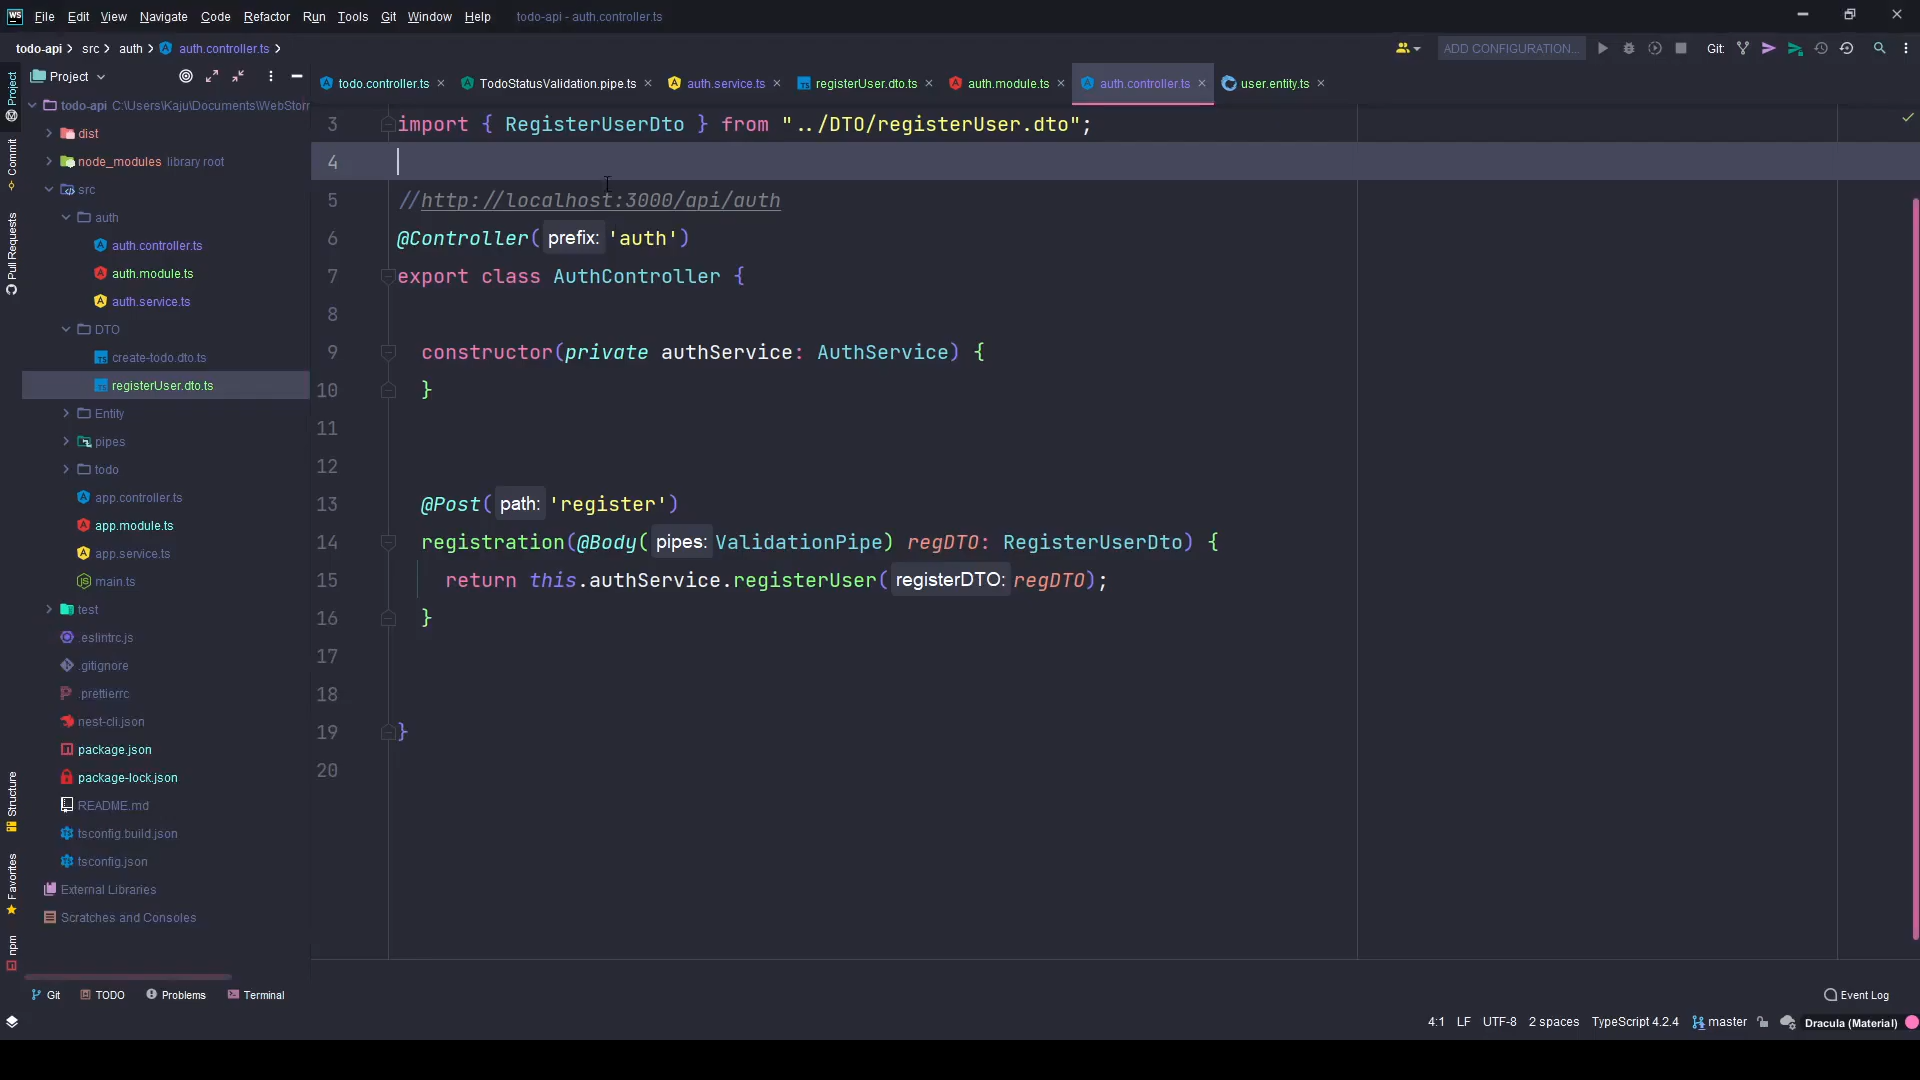 WS File Edit View Navigate Code Refactor Run Tools Git Window Help todo-api - auth.controller.ts
todo-api src auth auth.controller.ts ADD CONFIGURATION... Git:
Project
todo.controller.ts TodoStatusValidation.pipe.ts auth.service.ts registerUser.dto.ts auth.module.ts auth.controller.ts user.entity.ts
Project
Commit
Pull Requests
Structure
Favorites
npm
todo-api C:\Users\Kaju\Documents\WebStorr
dist
node_modules library root
src
auth
auth.controller.ts
auth.module.ts
auth.service.ts
DTO
create-todo.dto.ts
registerUser.dto.ts
Entity
pipes
todo
app.controller.ts
app.module.ts
app.service.ts
main.ts
test
.eslintrc.js
.gitignore
.prettierrc
nest-cli.json
package.json
package-lock.json
README.md
tsconfig.build.json
tsconfig.json
External Libraries
Scratches and Consoles
3 import { RegisterUserDto } from "../DTO/registerUser.dto";
4
5 //http://localhost:3000/api/auth
6 @Controller( prefix: 'auth')
7 export class AuthController {
8
9 constructor(private authService: AuthService) {
10 }
11
12
13 @Post( path: 'register')
14 registration(@Body( pipes: ValidationPipe) regDTO: RegisterUserDto) {
15 return this.authService.registerUser( registerDTO: regDTO);
16 }
17
18
19 }
20
Git TODO Problems Terminal Event Log
4:1 LF UTF-8 2 spaces TypeScript 4.2.4 master Dracula (Material)